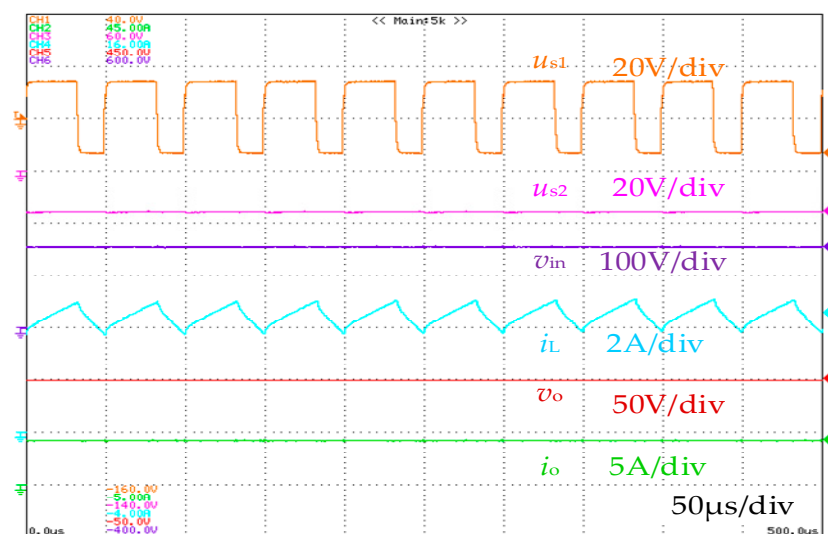 CH1 40.0V << Main:5k >>
CH2 45.00A
CH3 60.0V
CH4 16.00A
CH5 450.0V
CH6 600.0V
us1 20V/div
us2 20V/div
vin 100V/div
iL 2A/div
vo 50V/div
io 5A/div
-160.0V
-5.00A
-140.0V
-4.00A
-50.0V
-400.0V
50μs/div
0.0us 500.0us